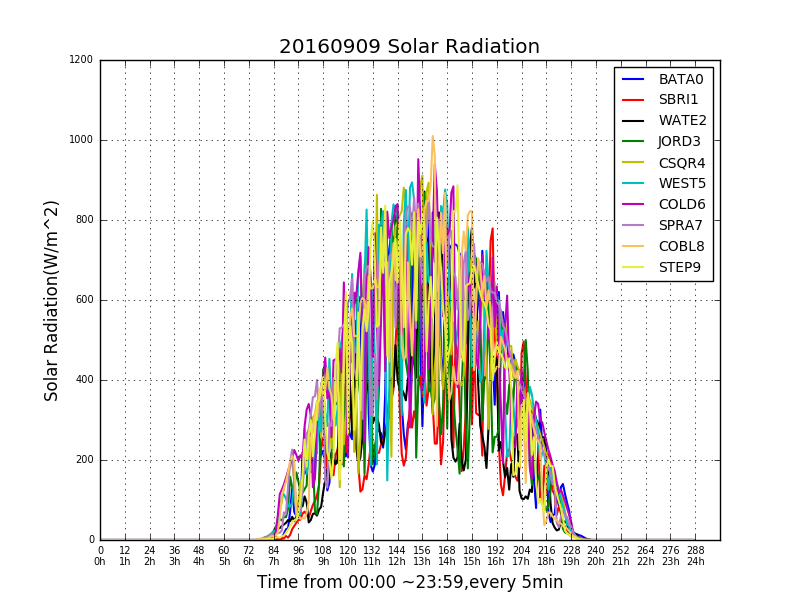 20160909 Solar Radiation
1200
1000
800
600
400
200
0
Solar Radiation(W/m^2)
BATA0
SBRI1
WATE2
JORD3
CSQR4
WEST5
COLD6
SPRA7
COBL8
STEP9
0 12 24 36 48 60 72 84 96 108 120 132 144 156 168 180 192 204 216 228 240 252 264 276 288
0h 1h 2h 3h 4h 5h 6h 7h 8h 9h 10h 11h 12h 13h 14h 15h 16h 17h 18h 19h 20h 21h 22h 23h 24h
Time from 00:00 ~23:59,every 5min